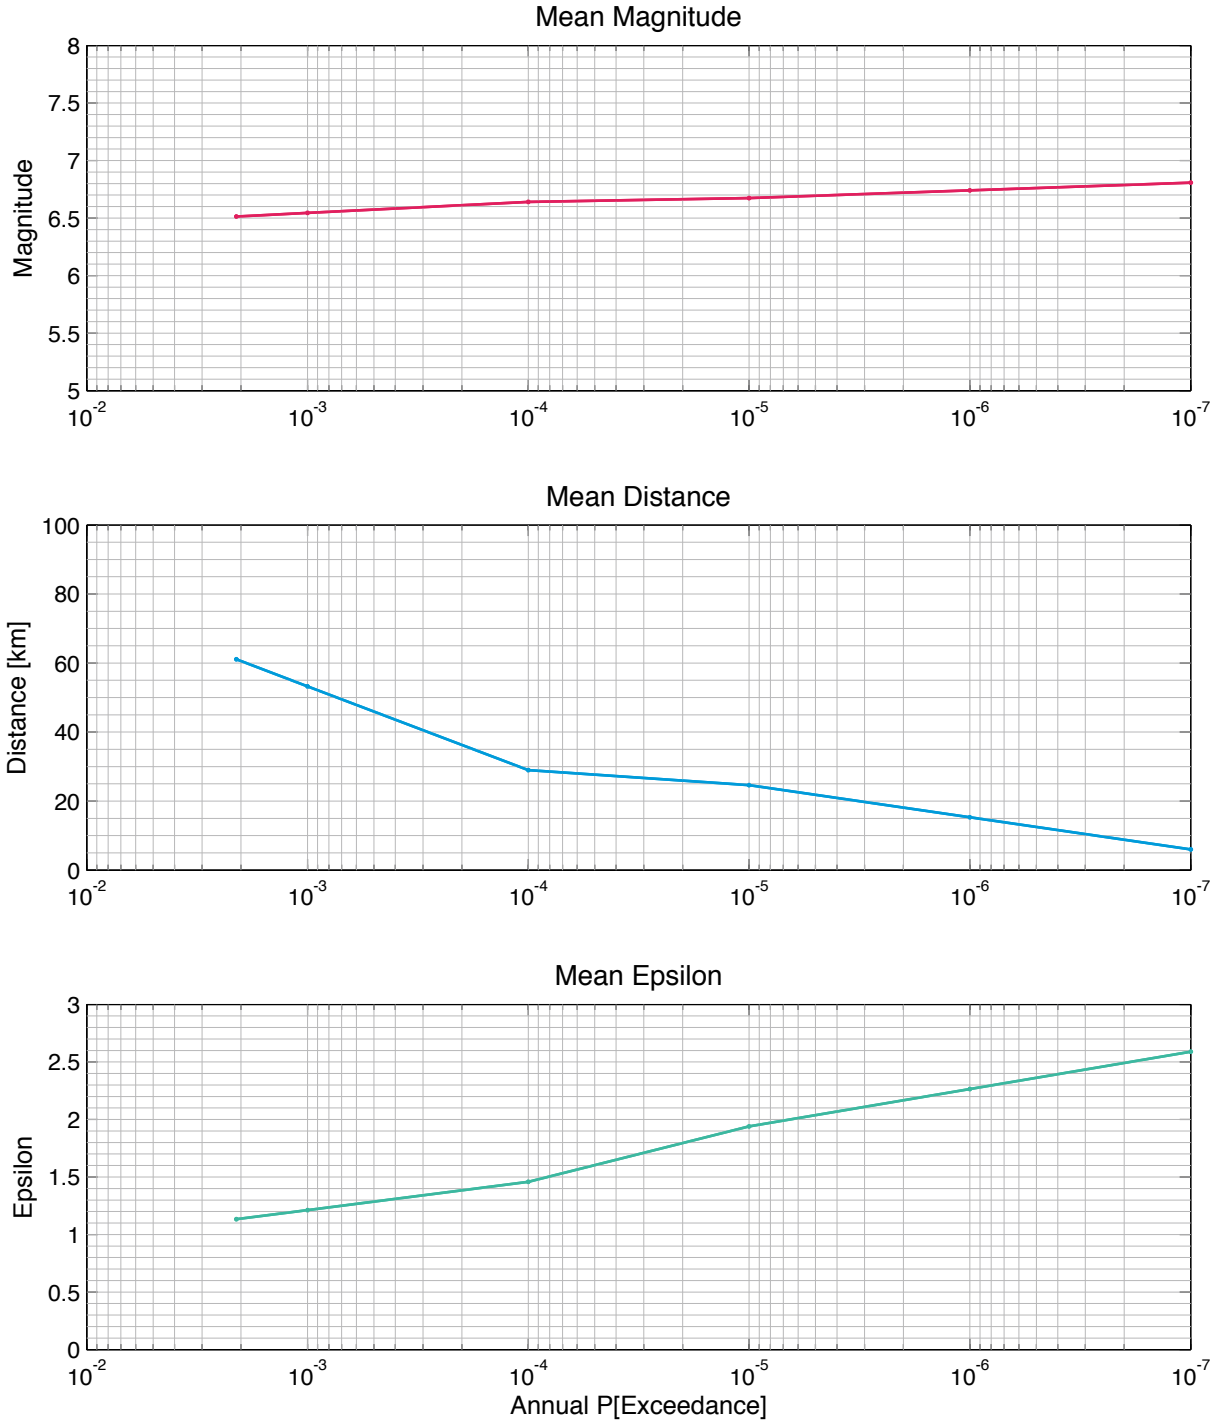 Mean Magnitude
8
7.5
7
6.5
6
5.5
5
Magnitude
10-2 10-3 10-4 10-5 10-6 10-7
Mean Distance
100
80
60
40
20
0
Distance [km]
10-2 10-3 10-4 10-5 10-6 10-7
Mean Epsilon
3
2.5
2
1.5
1
0.5
0
Epsilon
10-2 10-3 10-4 10-5 10-6 10-7
Annual P[Exceedance]